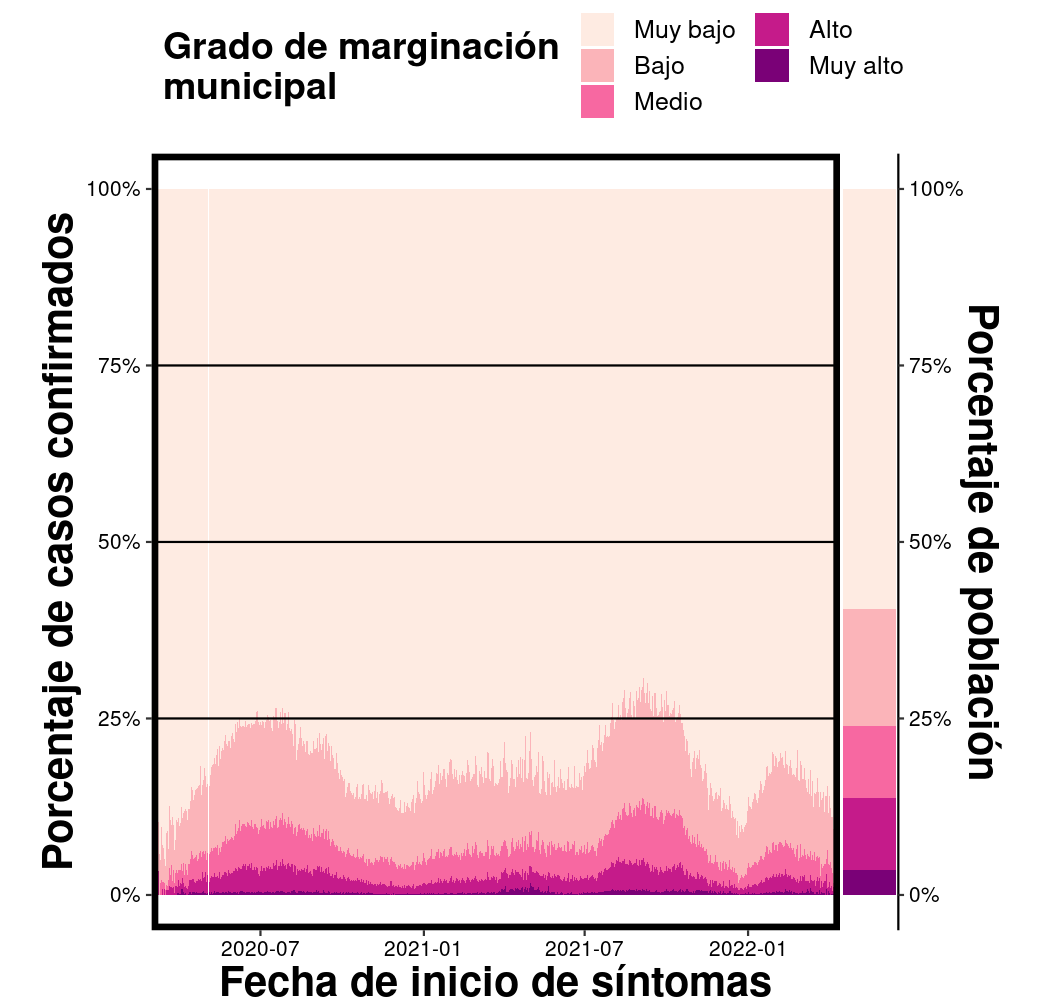 Grado de marginación
municipal
Muy bajo
Bajo
Medio
Alto
Muy alto
Porcentaje de casos confirmados
100%
75%
50%
25%
0%
2020-07
2021-01
2021-07
2022-01
Fecha de inicio de síntomas
100%
75%
50%
25%
0%
Porcentaje de población